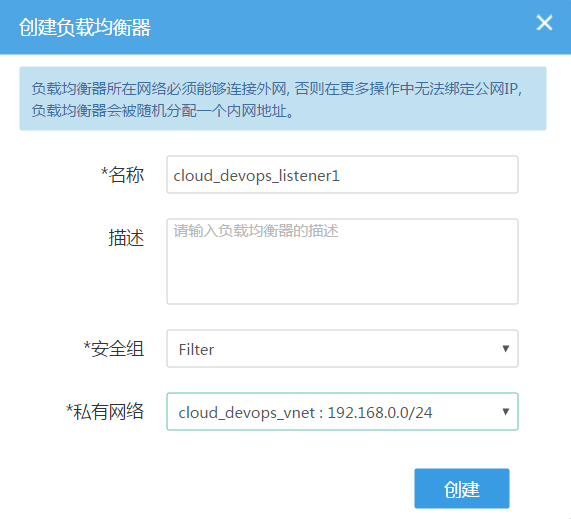 创建负载均衡器
负载均衡器所在网络必须能够连接外网, 否则在更多操作中无法绑定公网IP,
负载均衡器会被随机分配一个内网地址。
*名称
cloud_devops_listener1
描述
请输入负载均衡器的描述
*安全组
Filter
*私有网络
cloud_devops_vnet : 192.168.0.0/24
创建